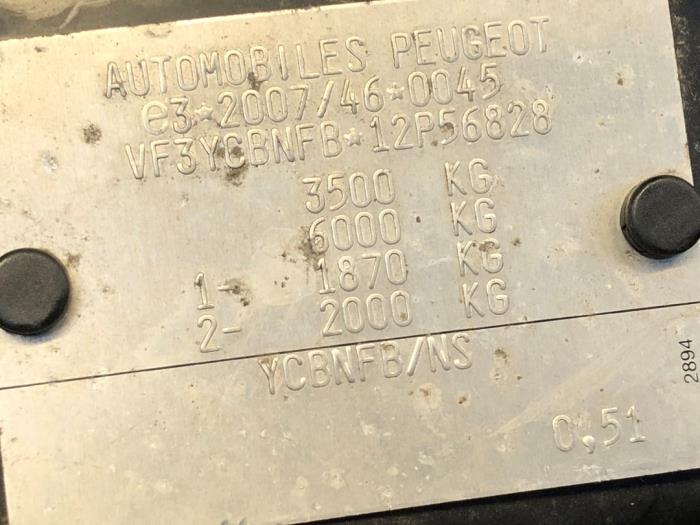 AUTOMOBILES PEUGEOT
e3*2007/46*0045
VF3YCBNFB*12P56828
3500 KG
6000 KG
1- 1870 KG
2- 2000 KG
YCBNFB/NS
2894
0,51